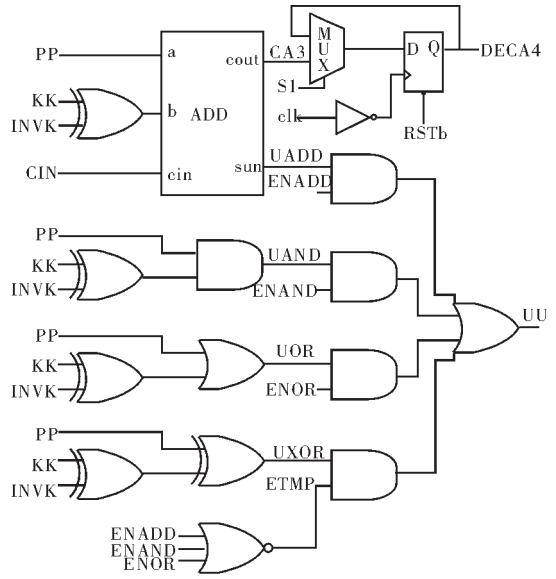 PP
a
cout
CA3
M
U
X
D
Q
DECA4
KK
INVK
b
ADD
S1
clk
RSTb
CIN
cin
sun
UADD
ENADD
PP
KK
INVK
UAND
ENAND
UU
PP
KK
INVK
UOR
ENOR
PP
KK
INVK
UXOR
ETMP
ENADD
ENAND
ENOR